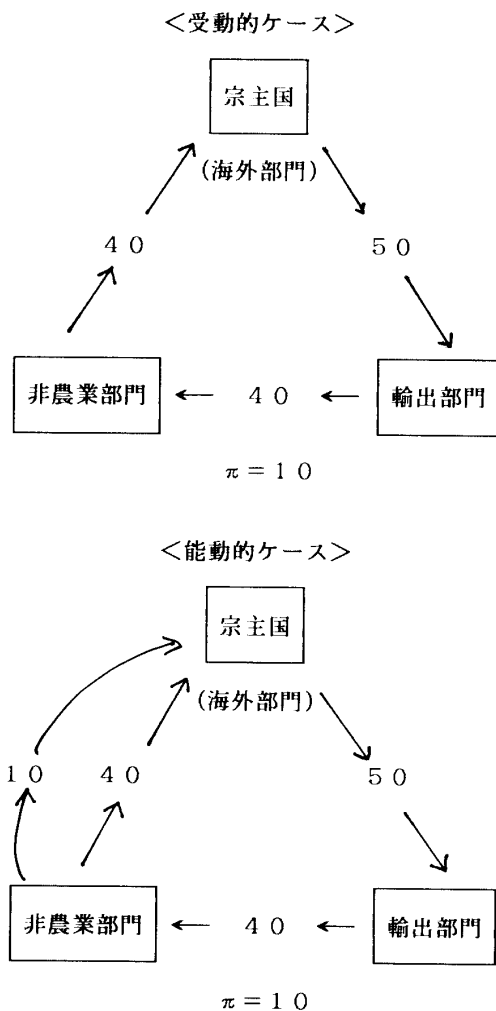 ＜受動的ケース＞
宗主国
(海外部門)
４０ ５０
非農業部門 ← ４０ ← 輸出部門
π＝１０
＜能動的ケース＞
宗主国
(海外部門)
１０ ４０ ５０
非農業部門 ← ４０ ← 輸出部門
π＝１０